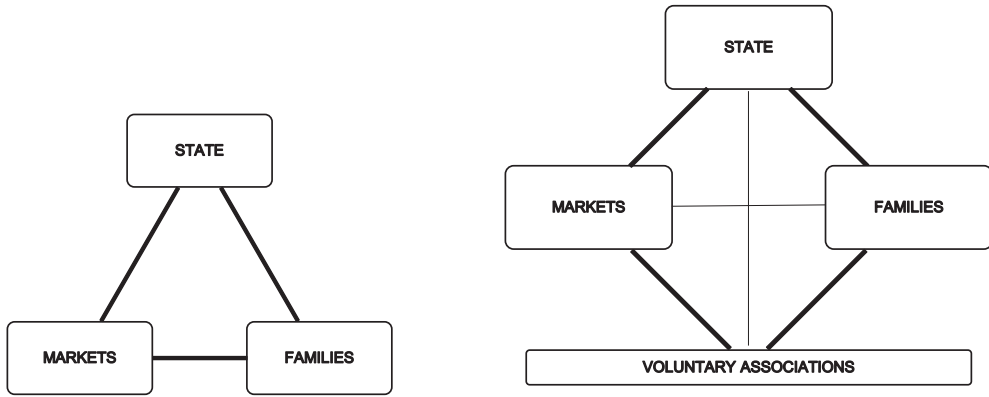 STATE
MARKETS
FAMILIES
STATE
MARKETS
FAMILIES
VOLUNTARY ASSOCIATIONS